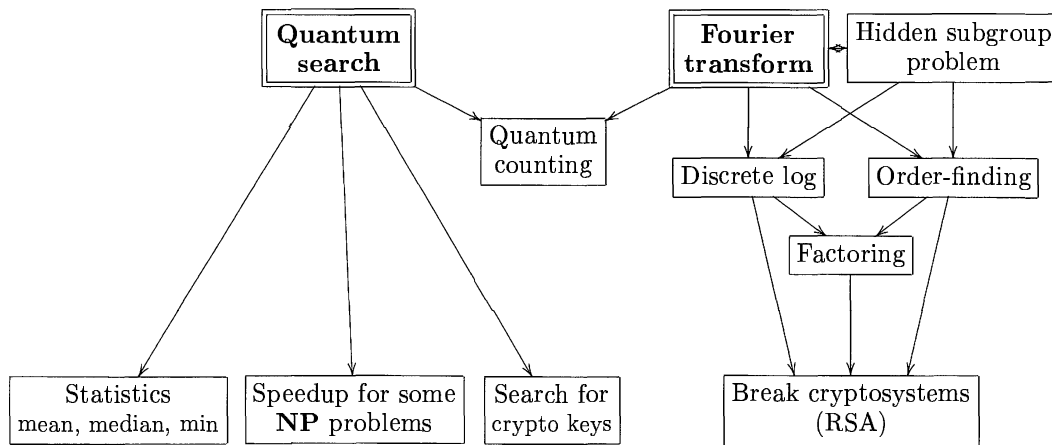 Quantum
search
Fourier
transform
Hidden subgroup
problem
Quantum
counting
Discrete log
Order-finding
Factoring
Statistics
mean, median, min
Speedup for some
NP problems
Search for
crypto keys
Break cryptosystems
(RSA)